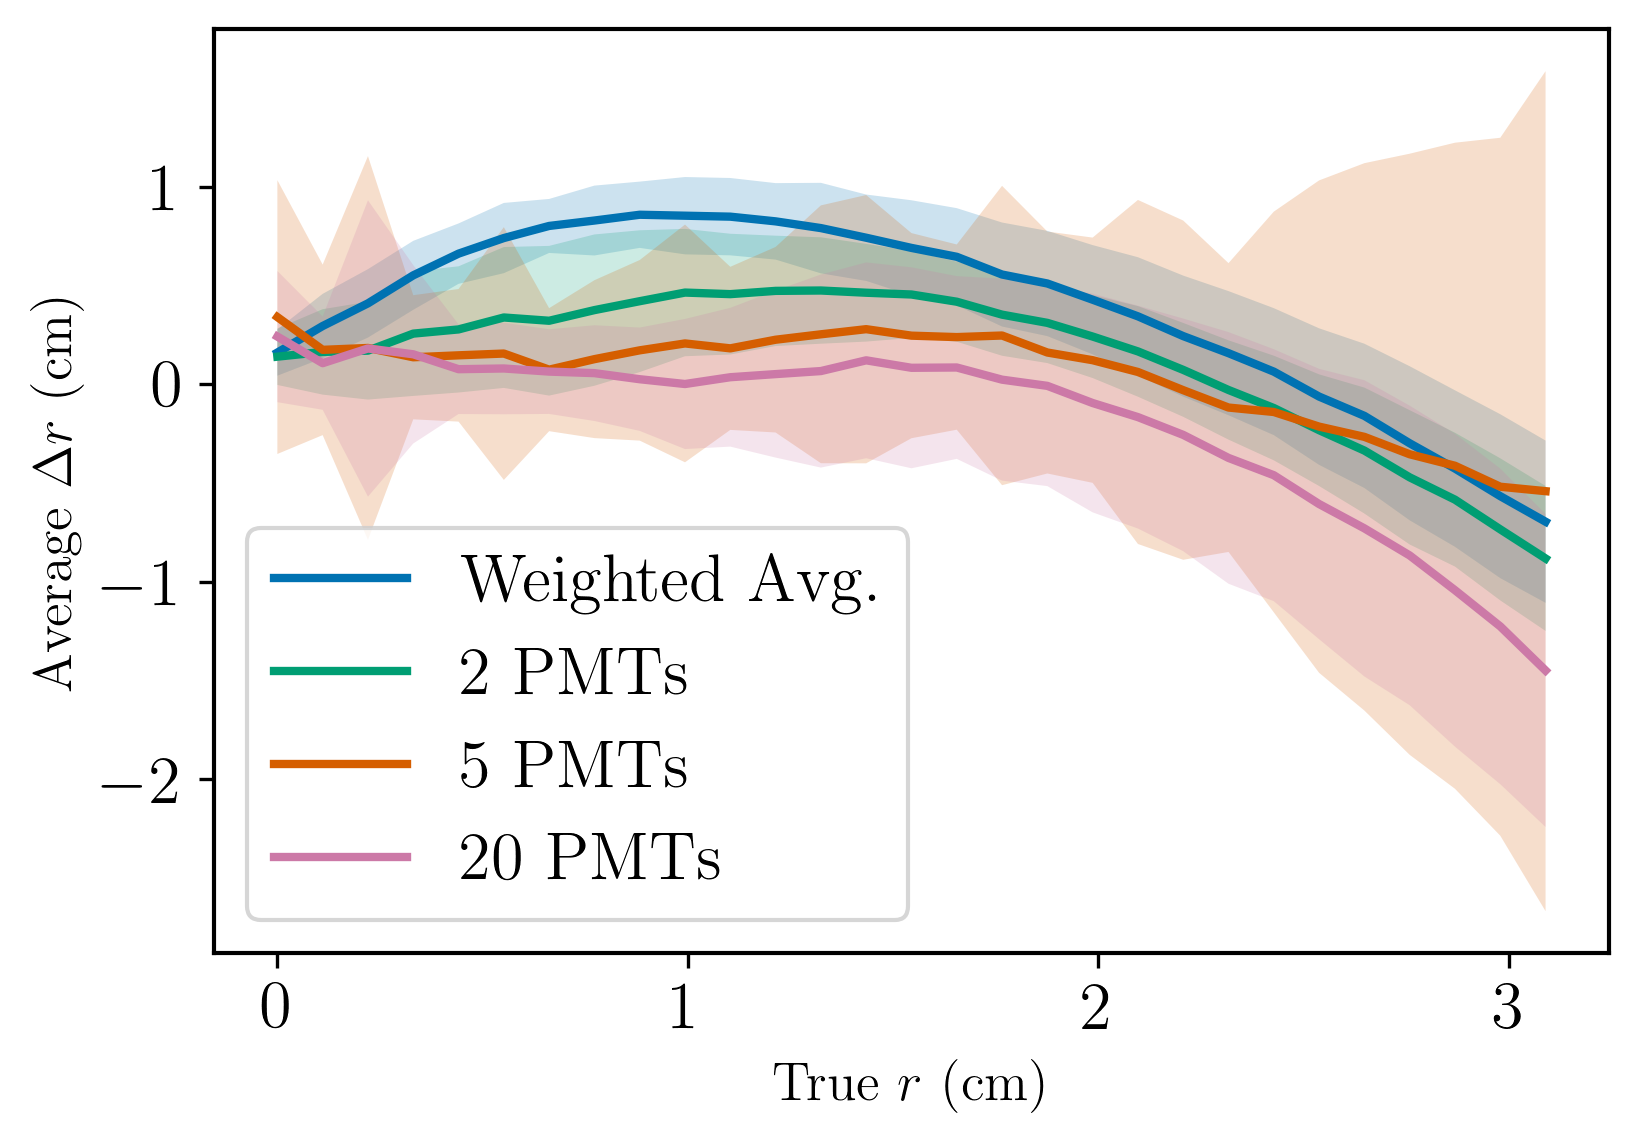 1
0
−1
−2
Average Δr (cm)
Weighted Avg.
2 PMTs
5 PMTs
20 PMTs
0 1 2 3
True r (cm)